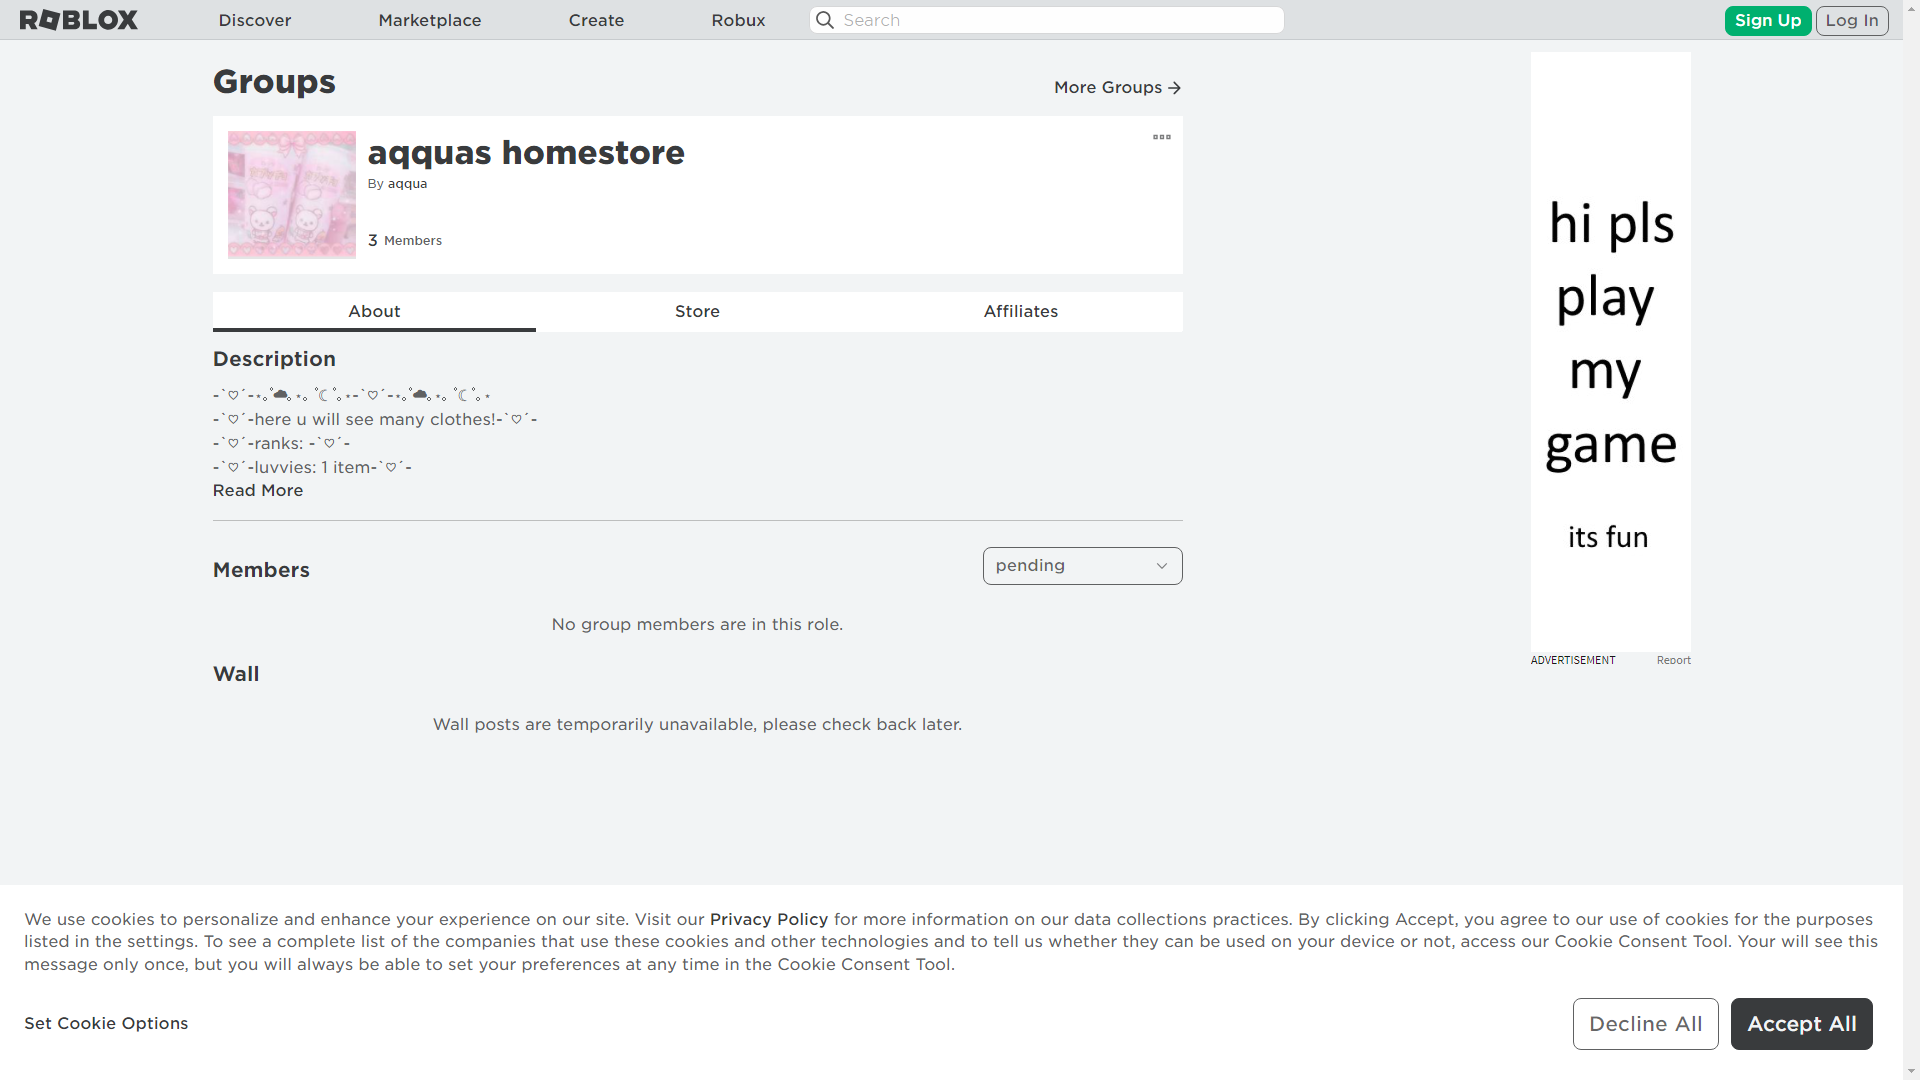 ROBLOX
Discover
Marketplace
Create
Robux
Search
Sign Up
Log In
Groups
More Groups
aqquas homestore
By aqqua
3 Members
About
Store
Affiliates
Description
-`♡´-⋆｡˚☁︎｡⋆｡ ˚☾˚｡⋆-`♡´-⋆｡˚☁︎｡⋆｡ ˚☾˚｡⋆
-`♡´-here u will see many clothes!-`♡´-
-`♡´-ranks: -`♡´-
-`♡´-luvvies: 1 item-`♡´-
Read More
Members
pending
No group members are in this role.
Wall
Wall posts are temporarily unavailable, please check back later.
hi pls
play
my
game
its fun
ADVERTISEMENT
Report
We use cookies to personalize and enhance your experience on our site. Visit our Privacy Policy for more information on our data collections practices. By clicking Accept, you agree to our use of cookies for the purposes
listed in the settings. To see a complete list of the companies that use these cookies and other technologies and to tell us whether they can be used on your device or not, access our Cookie Consent Tool. Your will see this
message only once, but you will always be able to set your preferences at any time in the Cookie Consent Tool.
Set Cookie Options
Decline All
Accept All